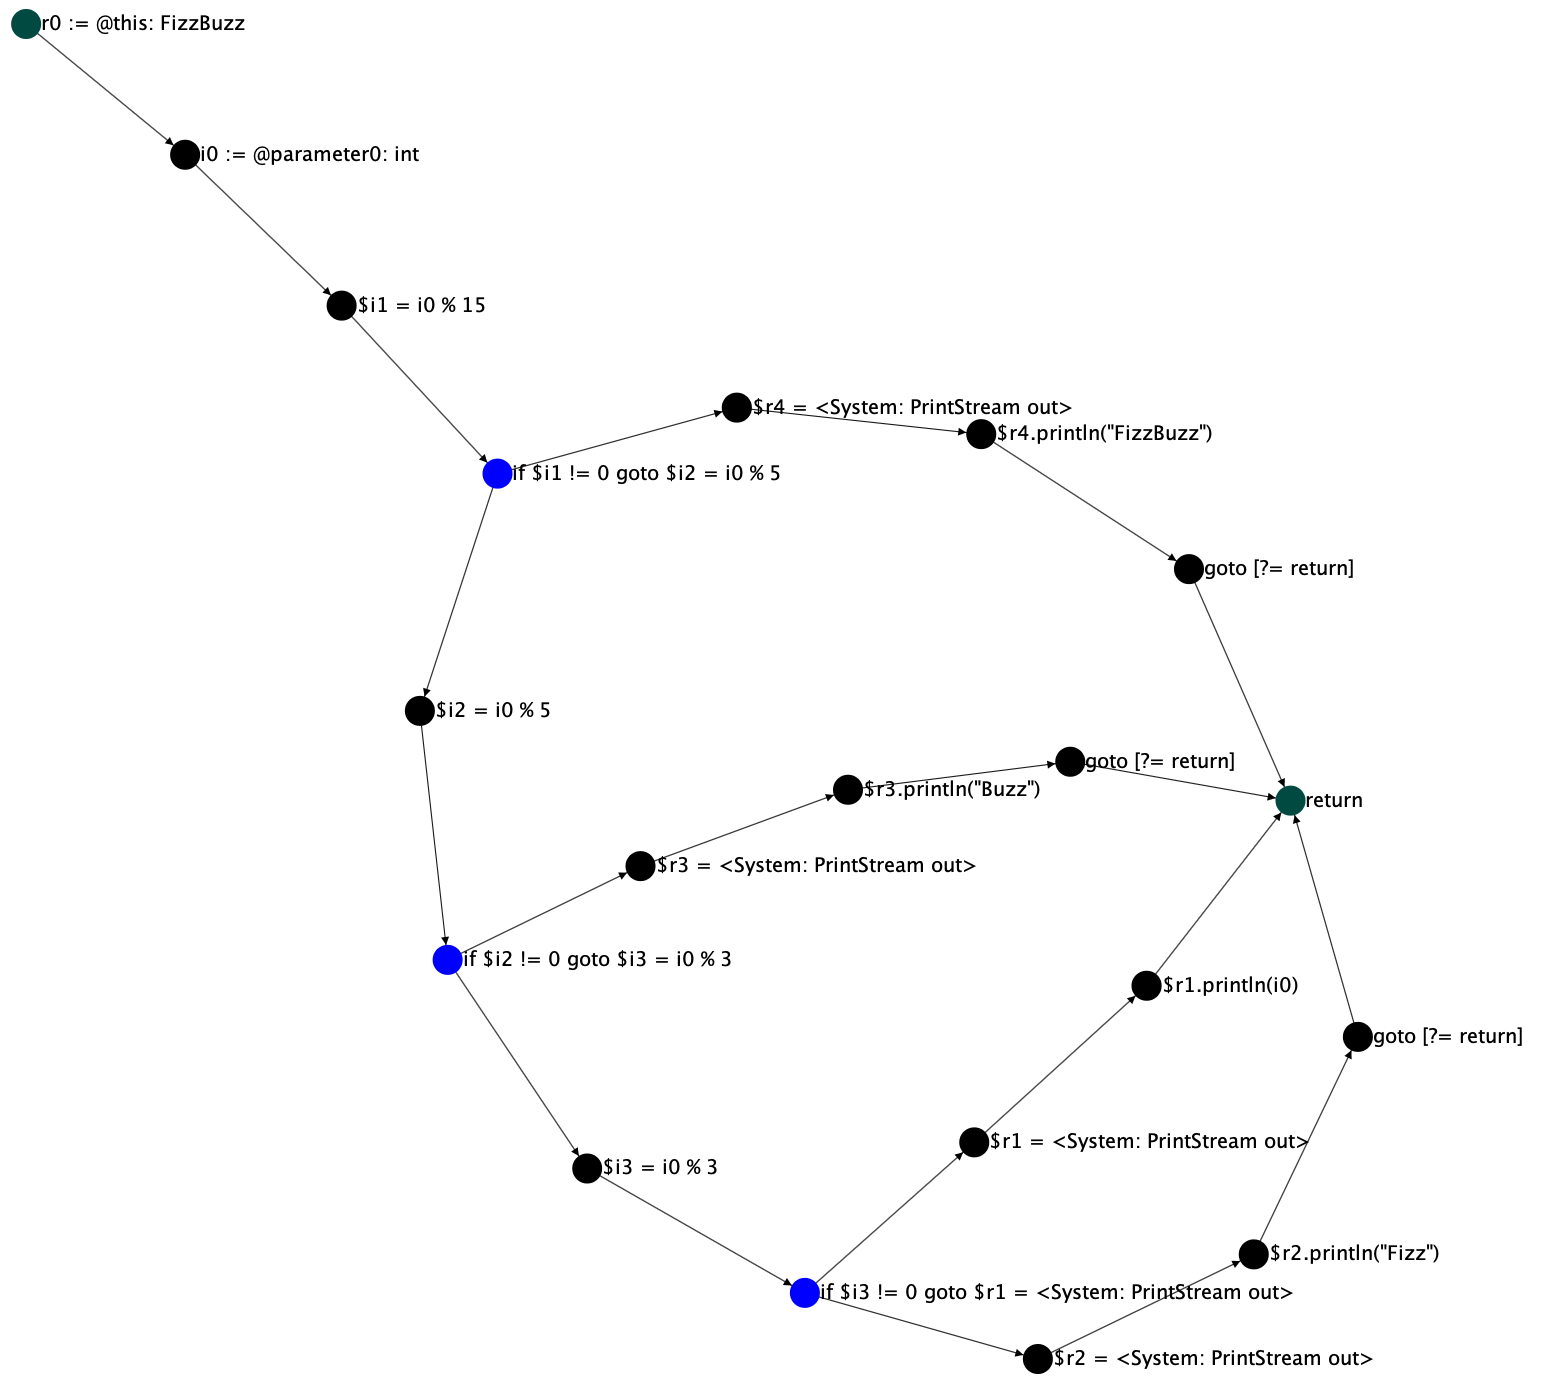 r0 := @this: FizzBuzz
i0 := @parameter0: int
$i1 = i0 % 15
$r4 = <System: PrintStream out>
$r4.println("FizzBuzz")
if $i1 != 0 goto $i2 = i0 % 5
goto [?= return]
$i2 = i0 % 5
goto [?= return]
$r3.println("Buzz")
return
$r3 = <System: PrintStream out>
if $i2 != 0 goto $i3 = i0 % 3
$r1.println(i0)
goto [?= return]
$r1 = <System: PrintStream out>
$i3 = i0 % 3
$r2.println("Fizz")
if $i3 != 0 goto $r1 = <System: PrintStream out>
$r2 = <System: PrintStream out>